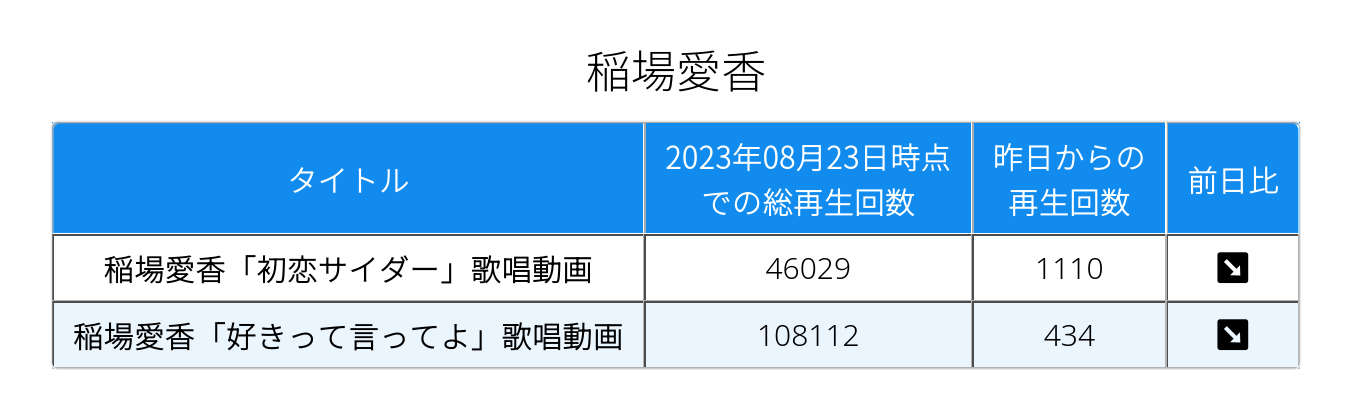 稲場愛香
タイトル
2023年08月23日時点
での総再生回数
昨日からの
再生回数
前日比
稲場愛香「初恋サイダー」歌唱動画 46029 1110 ↘
稲場愛香「好きって言ってよ」歌唱動画 108112 434 ↘